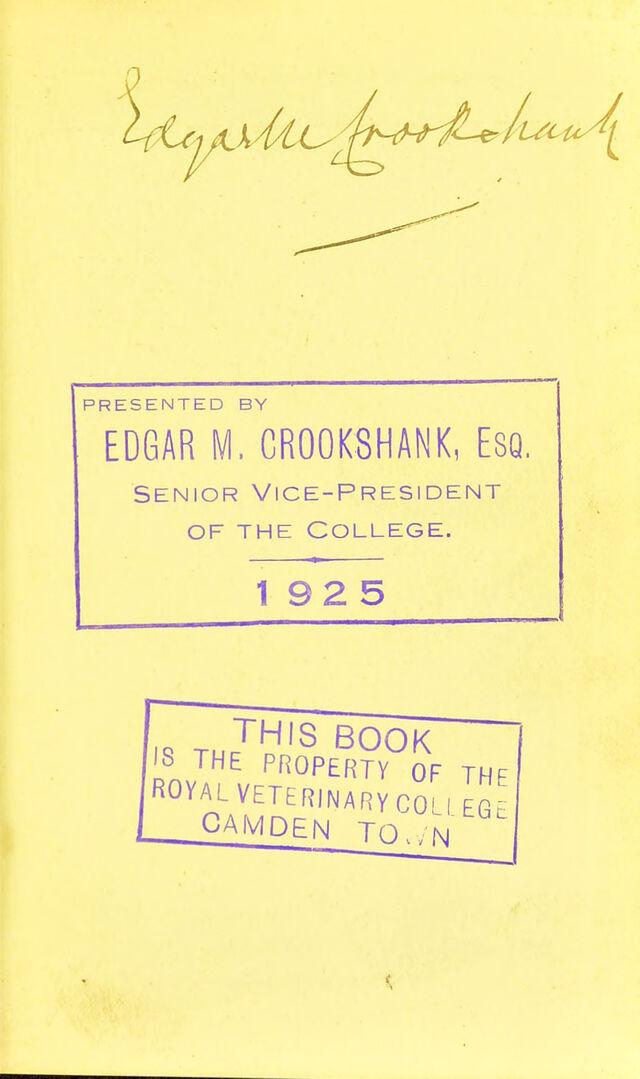 Edgar M Crookshank
PRESENTED BY
EDGAR M. CROOKSHANK, ESQ.
SENIOR VICE-PRESIDENT
OF THE COLLEGE.
1925
THIS BOOK
IS THE PROPERTY OF THE
ROYAL VETERINARY COLLEGE
CAMDEN TOWN